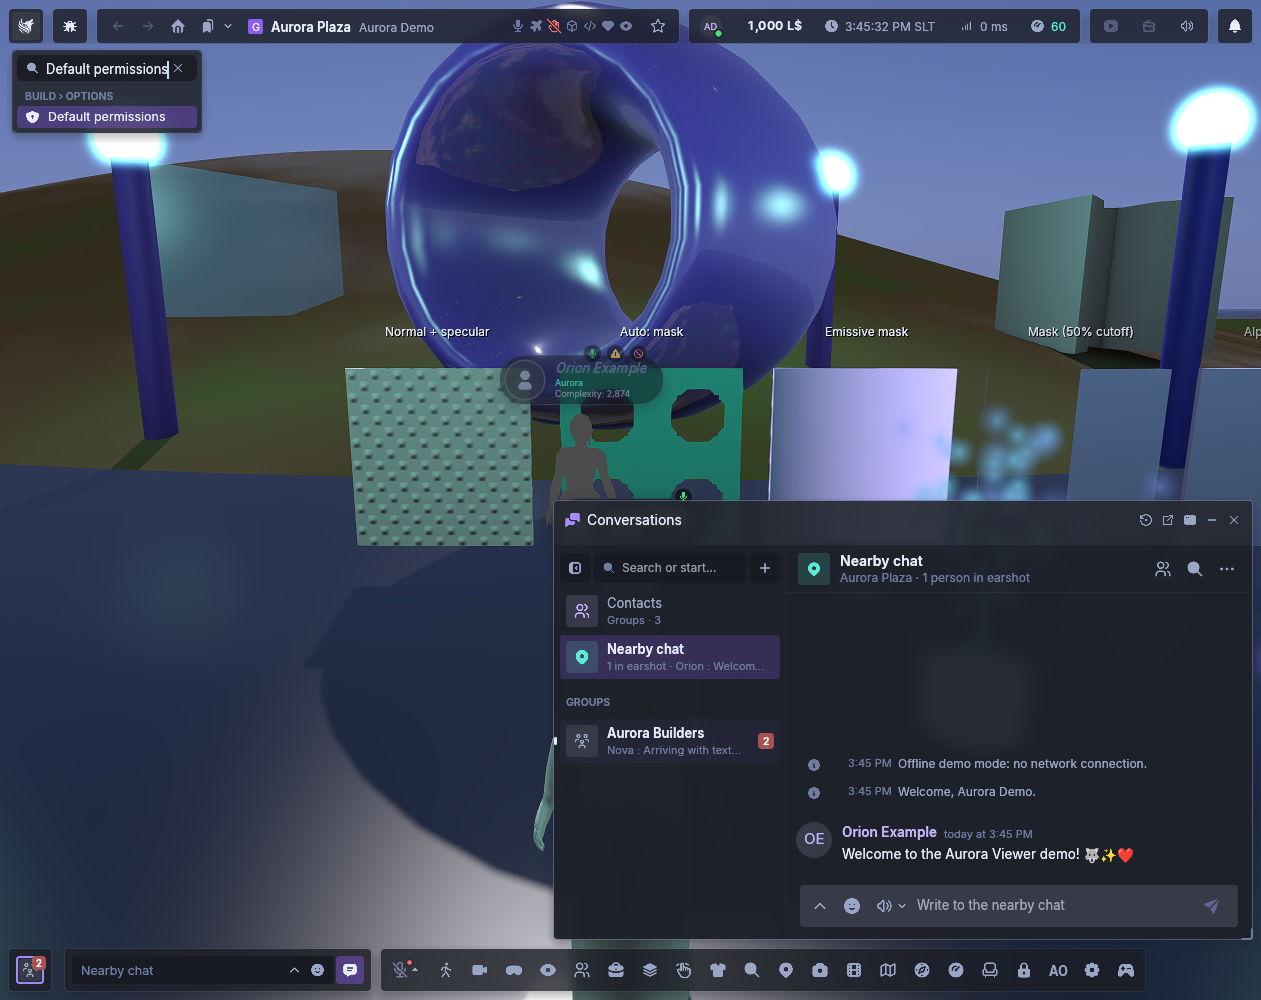 G Aurora Plaza Aurora Demo
AD 1,000 L$ 3:45:32 PM SLT 0 ms 60
Default permissions
BUILD › OPTIONS
Default permissions
Normal + specular
Auto: mask
Emissive mask
Mask (50% cutoff)
Alp
Orion Example
Aurora
Complexity: 2,874
Conversations
Search or start...
Contacts
Groups · 3
Nearby chat
1 in earshot · Orion : Welcom...
GROUPS
Aurora Builders
Nova : Arriving with text...
2
Nearby chat
Aurora Plaza · 1 person in earshot
3:45 PM Offline demo mode: no network connection.
3:45 PM Welcome, Aurora Demo.
OE Orion Example today at 3:45 PM
Welcome to the Aurora Viewer demo! 🐺✨❤️
Write to the nearby chat
2
Nearby chat
AO